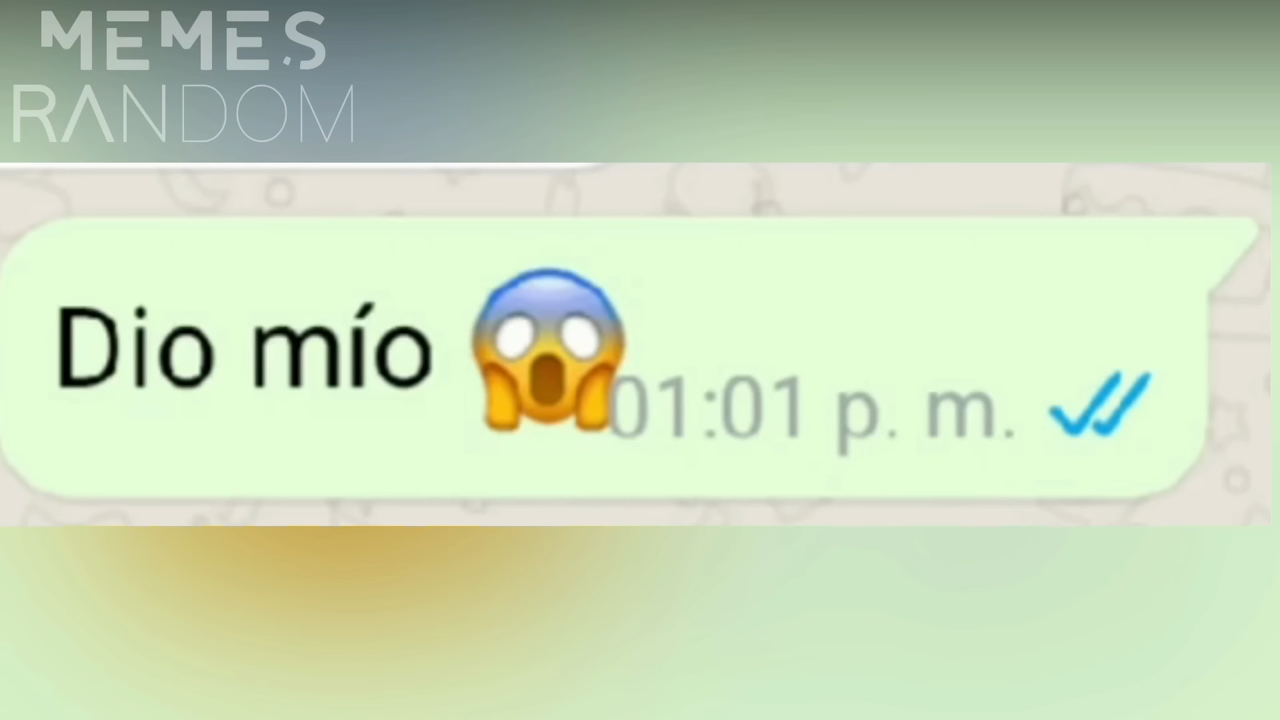 MEMES
RANDOM
Dio mío 😱
01:01 p. m.